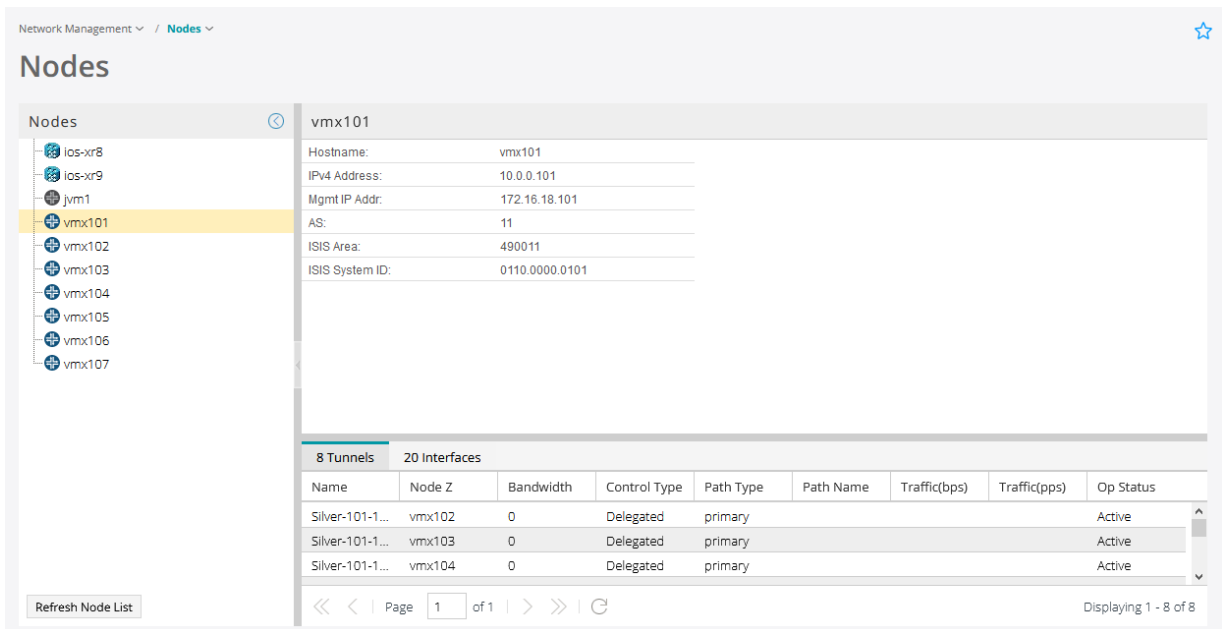 Network Management / Nodes
Nodes
Nodes
ios-xr8
ios-xr9
jvm1
vmx101
vmx102
vmx103
vmx104
vmx105
vmx106
vmx107
Refresh Node List
vmx101
Hostname: vmx101
IPv4 Address: 10.0.0.101
Mgmt IP Addr: 172.16.18.101
AS: 11
ISIS Area: 490011
ISIS System ID: 0110.0000.0101
8 Tunnels 20 Interfaces
Name Node Z Bandwidth Control Type Path Type Path Name Traffic(bps) Traffic(pps) Op Status
Silver-101-1... vmx102 0 Delegated primary Active
Silver-101-1... vmx103 0 Delegated primary Active
Silver-101-1... vmx104 0 Delegated primary Active
Page 1 of 1 Displaying 1 - 8 of 8